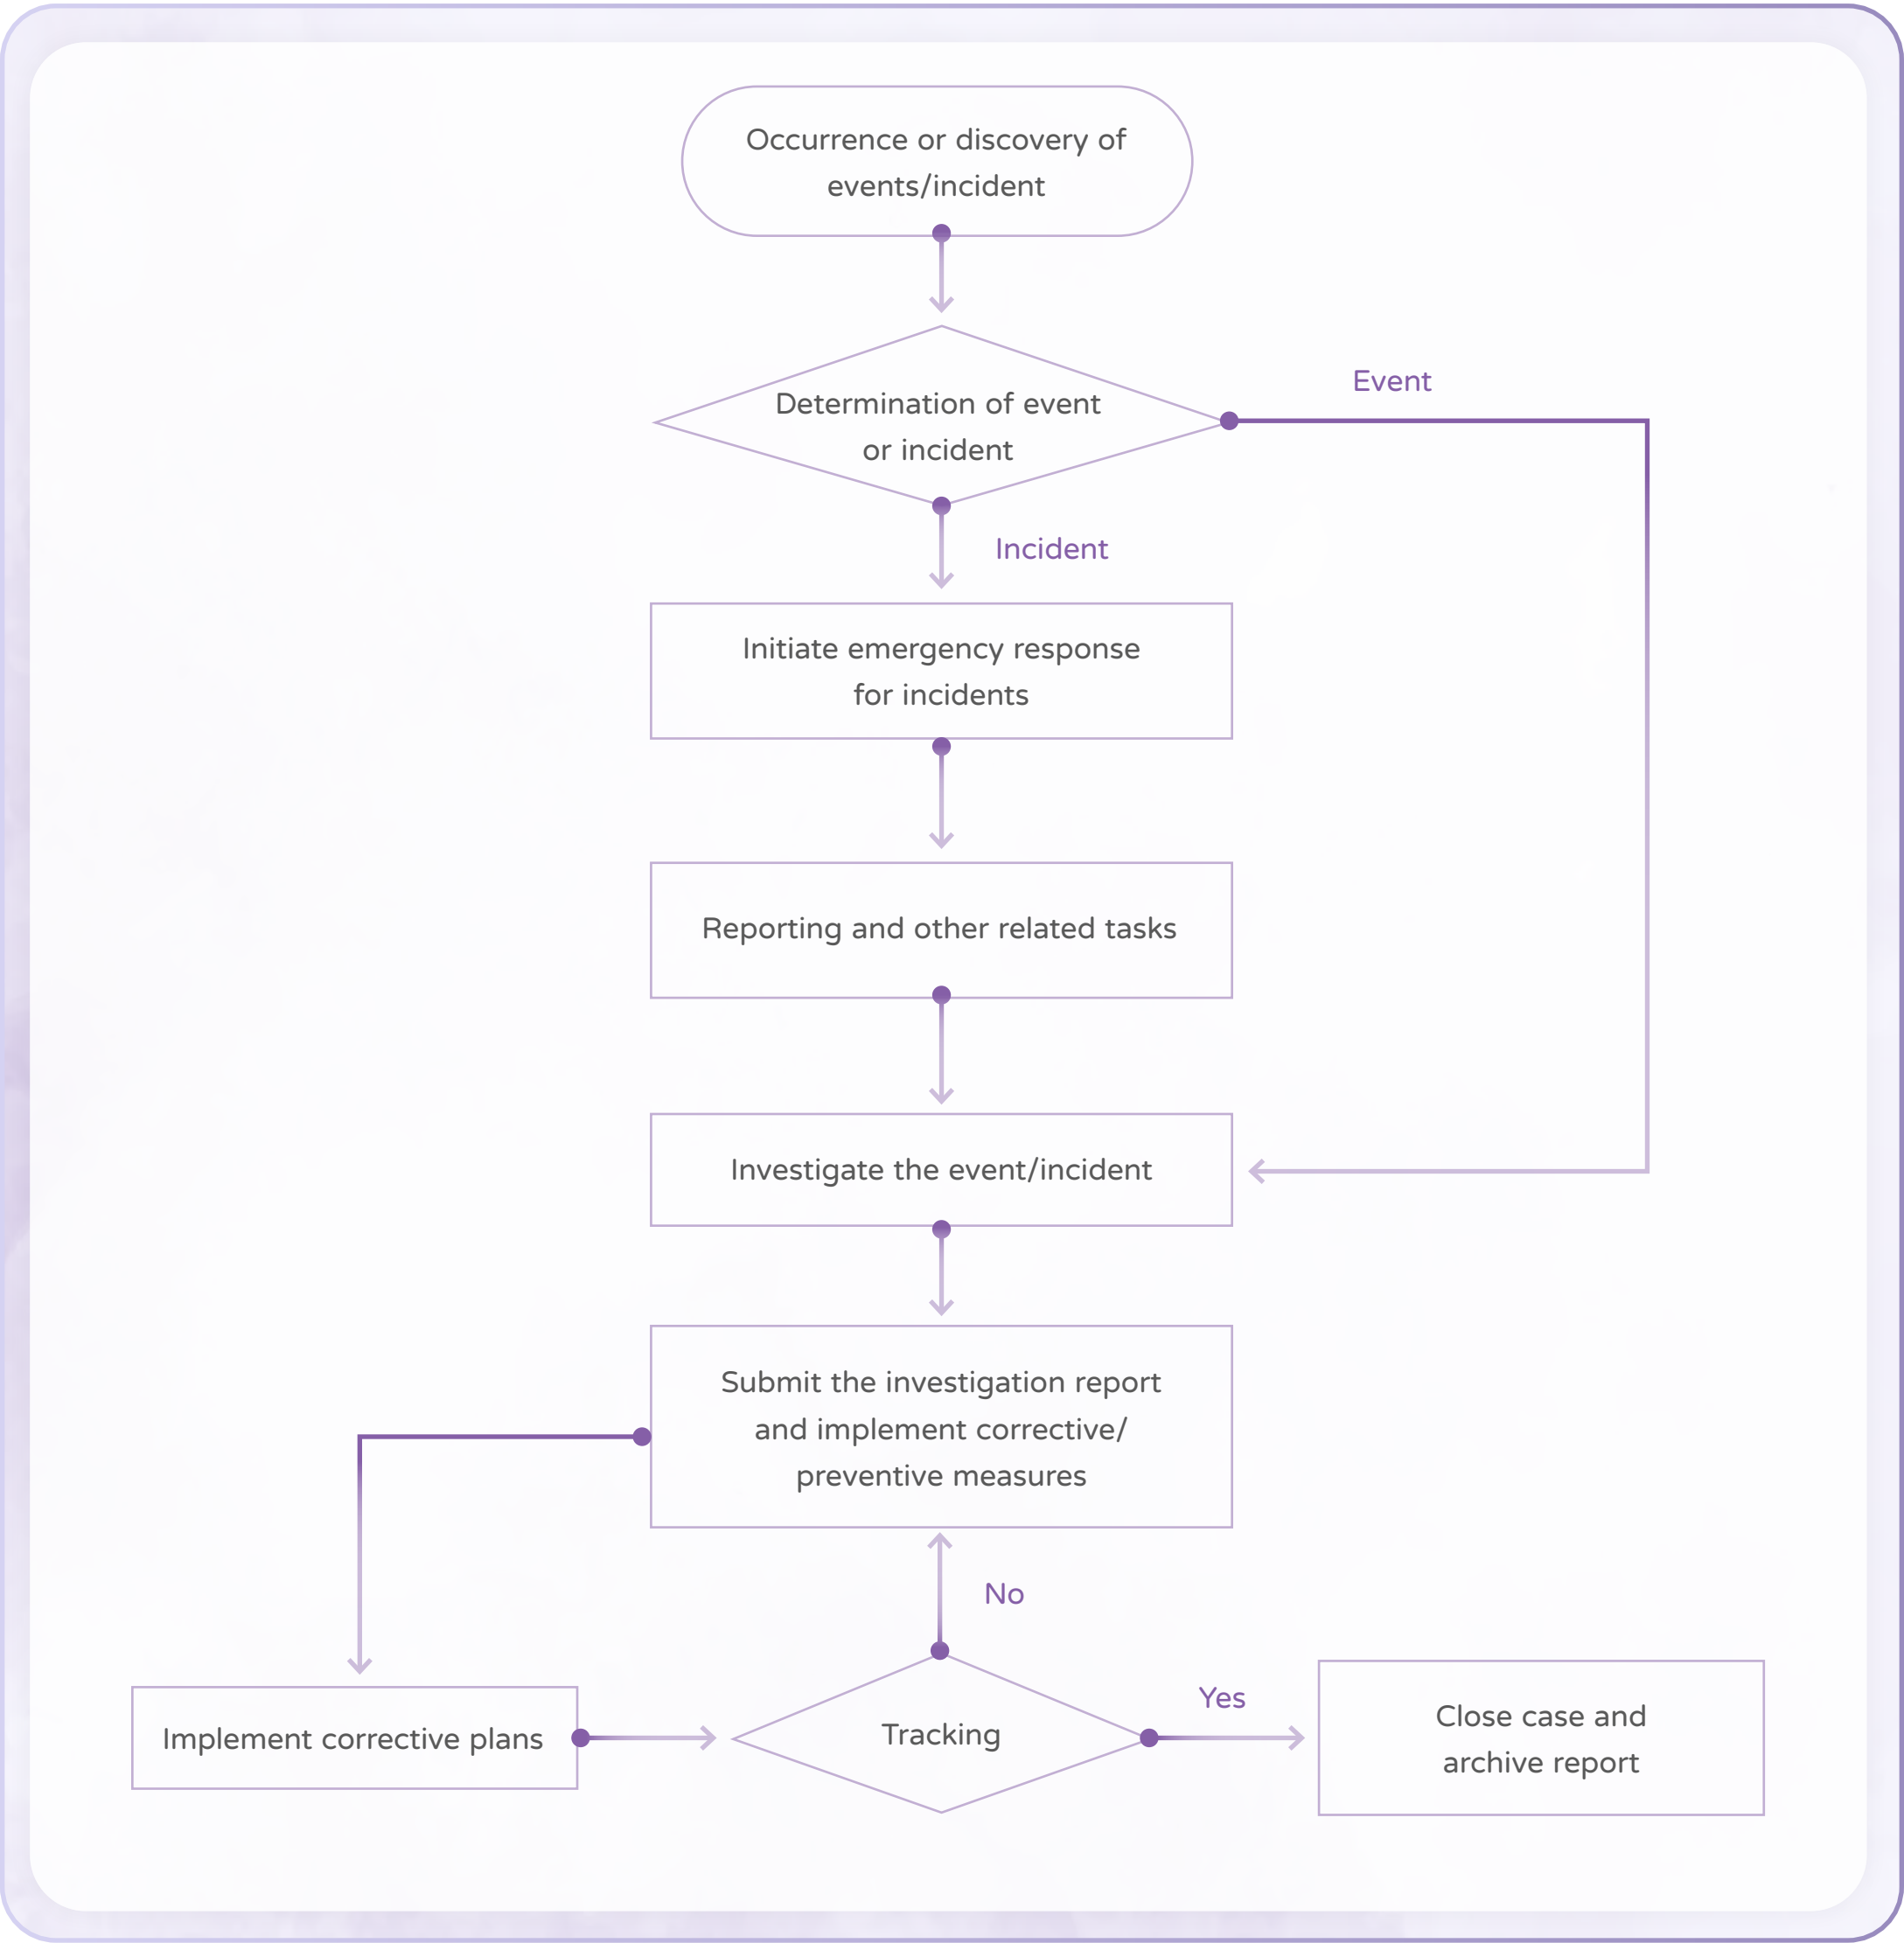 Occurrence or discovery of
events/incident
Determination of event
or incident
Event
Incident
Initiate emergency response
for incidents
Reporting and other related tasks
Investigate the event/incident
Submit the investigation report
and implement corrective/
preventive measures
No
Implement corrective plans
Tracking
Yes
Close case and
archive report